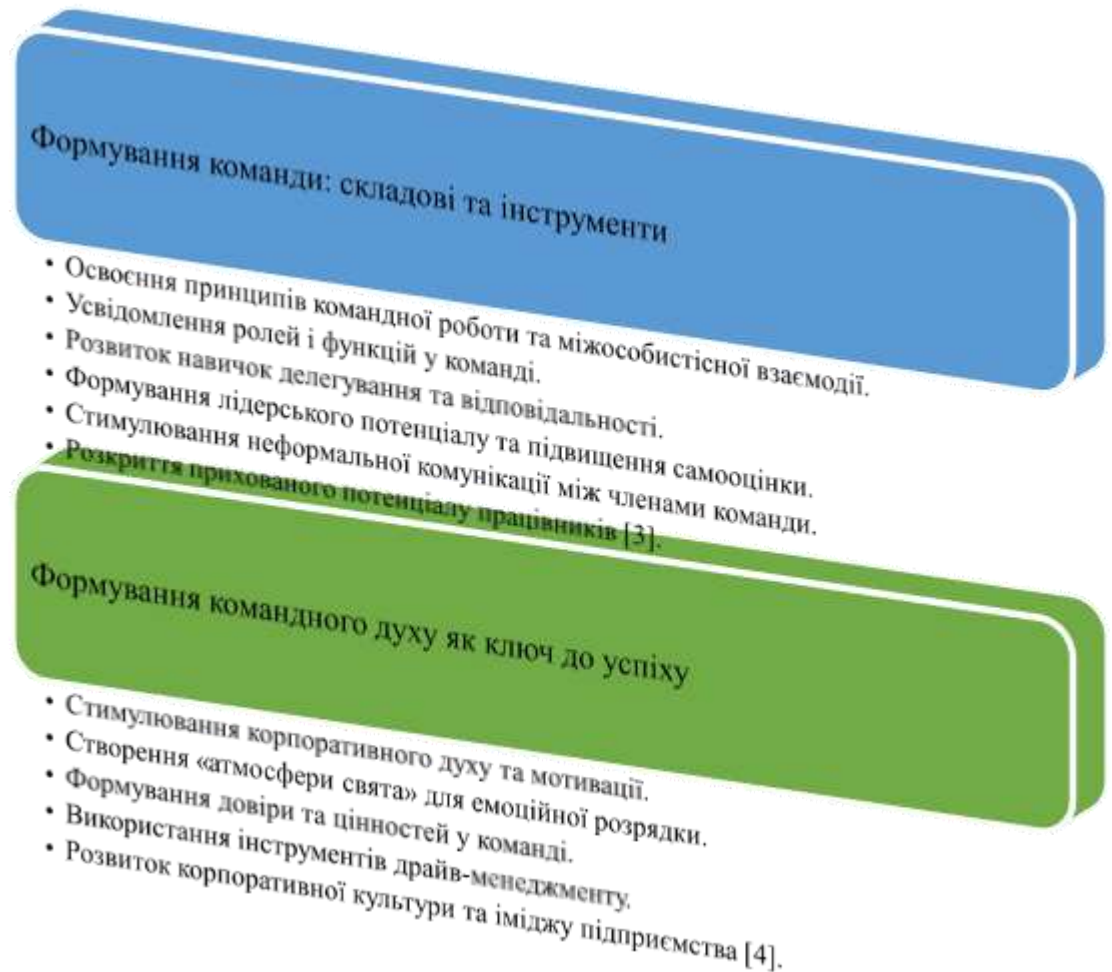 Формування команди: складові та інструменти
• Освоєння принципів командної роботи та міжособистісної взаємодії.
• Усвідомлення ролей і функцій у команді.
• Розвиток навичок делегування та відповідальності.
• Формування лідерського потенціалу та підвищення самооцінки.
• Стимулювання неформальної комунікації між членами команди.
• Розкриття прихованого потенціалу працівників [3].
Формування командного духу як ключ до успіху
• Стимулювання корпоративного духу та мотивації.
• Створення «атмосфери свята» для емоційної розрядки.
• Формування довіри та цінностей у команді.
• Використання інструментів драйв-менеджменту.
• Розвиток корпоративної культури та іміджу підприємства [4].